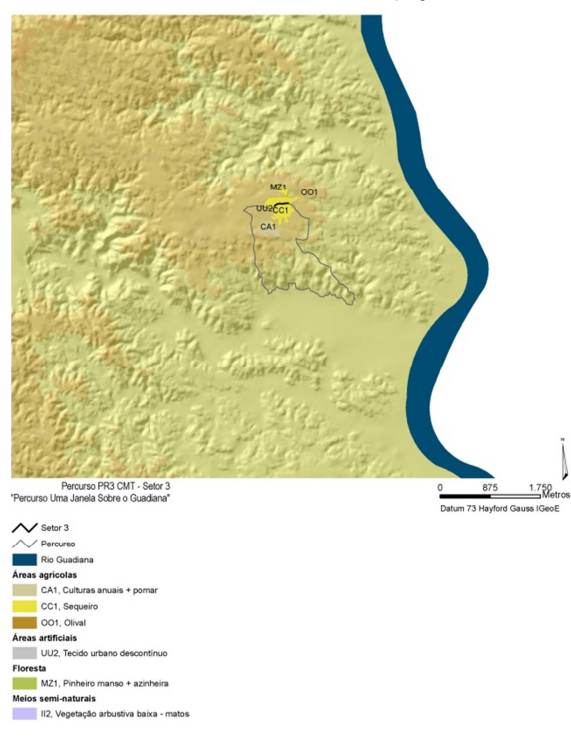 MZ1
OO1
UU2
CC1
CA1
Percurso PR3 CMT - Setor 3
"Percurso Uma Janela Sobre o Guadiana"
0 875 1.750
Metros
Datum 73 Hayford Gauss IGeoE
Setor 3
Percurso
Rio Guadiana
Áreas agrícolas
CA1, Culturas anuais + pomar
CC1, Sequeiro
OO1, Olival
Áreas artificiais
UU2, Tecido urbano descontínuo
Floresta
MZ1, Pinheiro manso + azinheira
Meios semi-naturais
II2, Vegetação arbustiva baixa - matos